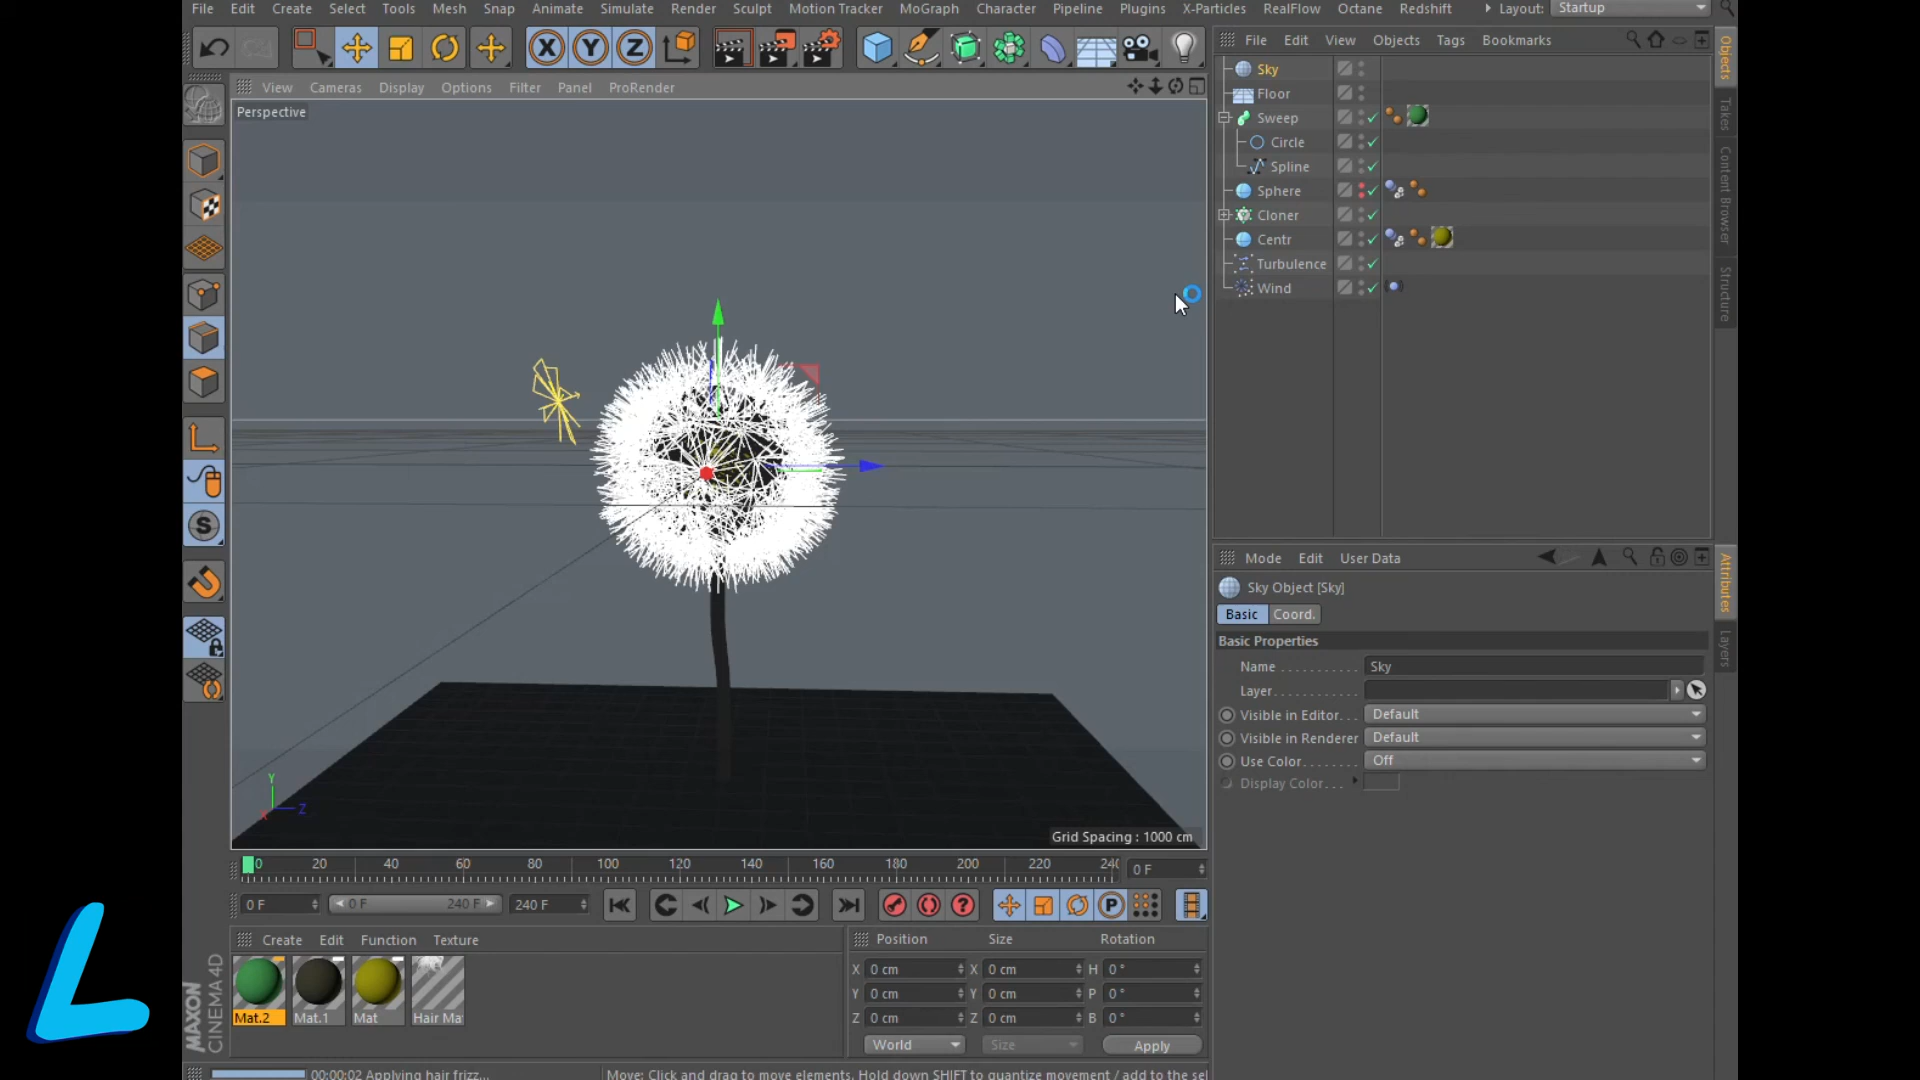 File Edit Create Select Tools Mesh Snap Animate Simulate Render Sculpt Motion Tracker MoGraph Character Pipeline Plugins X-Particles RealFlow Octane Redshift Layout: Startup
X Y Z
File Edit View Objects Tags Bookmarks
View Cameras Display Options Filter Panel ProRender
Perspective
Sky
Floor
Sweep
Circle
Spline
Sphere
Cloner
Centr
Turbulence
Wind
Objects
Takes
Content Browser
Structure
S
Mode Edit User Data
Sky Object [Sky]
Basic Coord.
Basic Properties
Name Sky
Layer
Visible in Editor Default
Visible in Renderer Default
Use Color Off
Display Color
Attributes
Layers
Y
X Z
Grid Spacing : 1000 cm
0 20 40 60 80 100 120 140 160 180 200 220 24
0 F
0 F 0 F 240 F 240 F ? P
Create Edit Function Texture
Mat.2 Mat.1 Mat Hair Ma
Position Size Rotation
X 0 cm X 0 cm H 0 °
Y 0 cm Y 0 cm P 0 °
Z 0 cm Z 0 cm B 0 °
World Size Apply
MAXON
CINEMA 4D
00:00:02 Applying hair frizz...
Move: Click and drag to move elements. Hold down SHIFT to quantize movement / add to the sel
L